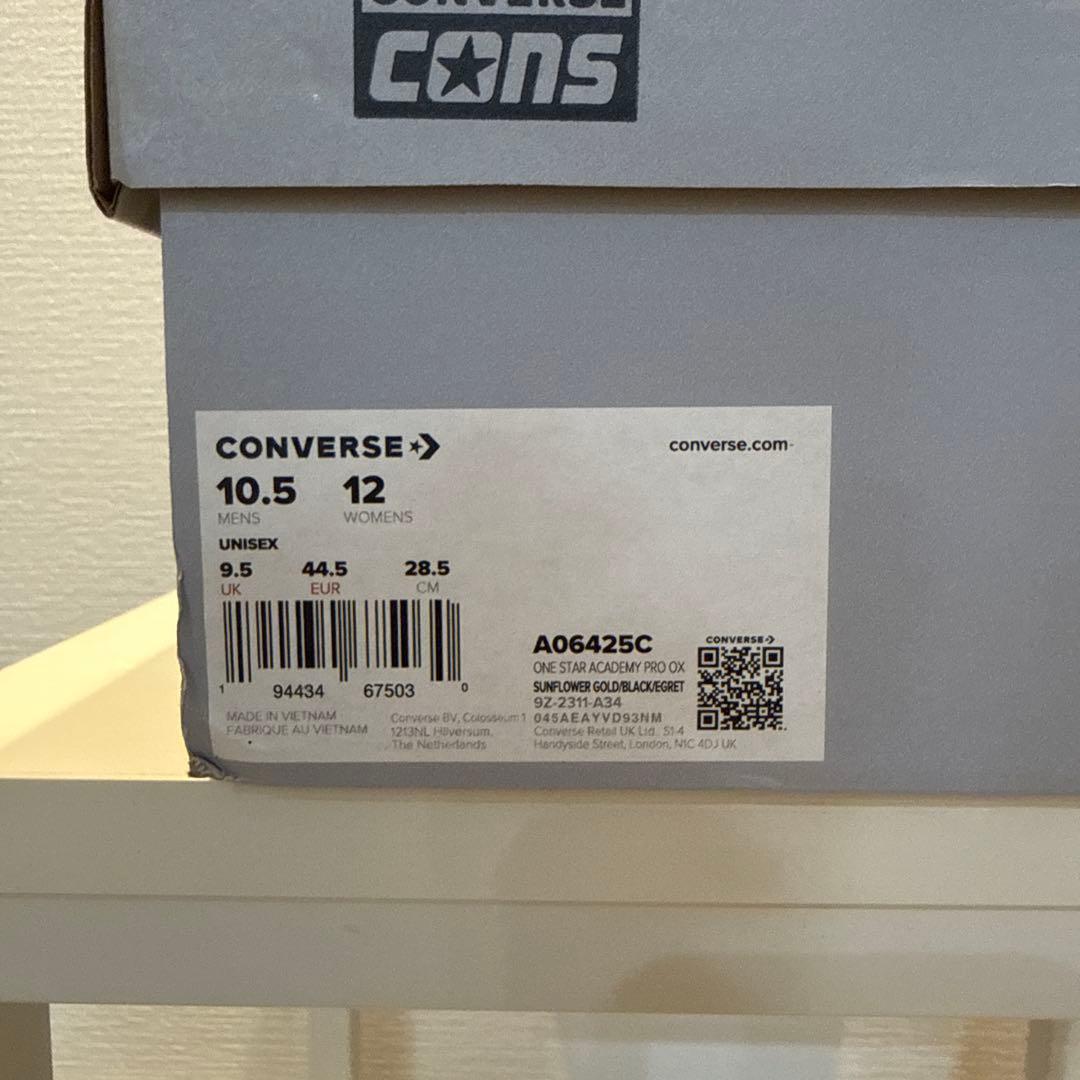 CONVERSE
CONS
CONVERSE
converse.com
10.5 12
MENS WOMENS
UNISEX
9.5 44.5 28.5
UK EUR CM
1 94434 67503 0
MADE IN VIETNAM
FABRIQUE AU VIETNAM
Converse BV, Colosseum 1
1213NL Hilversum,
The Netherlands
A06425C
ONE STAR ACADEMY PRO OX
SUNFLOWER GOLD/BLACK/EGRET
9Z-2311-A34
045AEAYVD93NM
Converse Retail UK Ltd. S1-4
Handyside Street, London, N1C 4DJ UK
CONVERSE